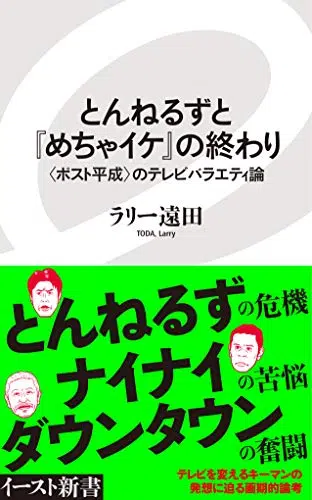 とんねるずと
『めちゃイケ』の終わり
〈ポスト平成〉のテレビバラエティ論
ラリー遠田
TODA, Larry
とんねるずの危機
ナイナイの苦悩
ダウンタウンの奮闘
テレビを変えるキーマンの
発想に迫る画期的論考
イースト新書